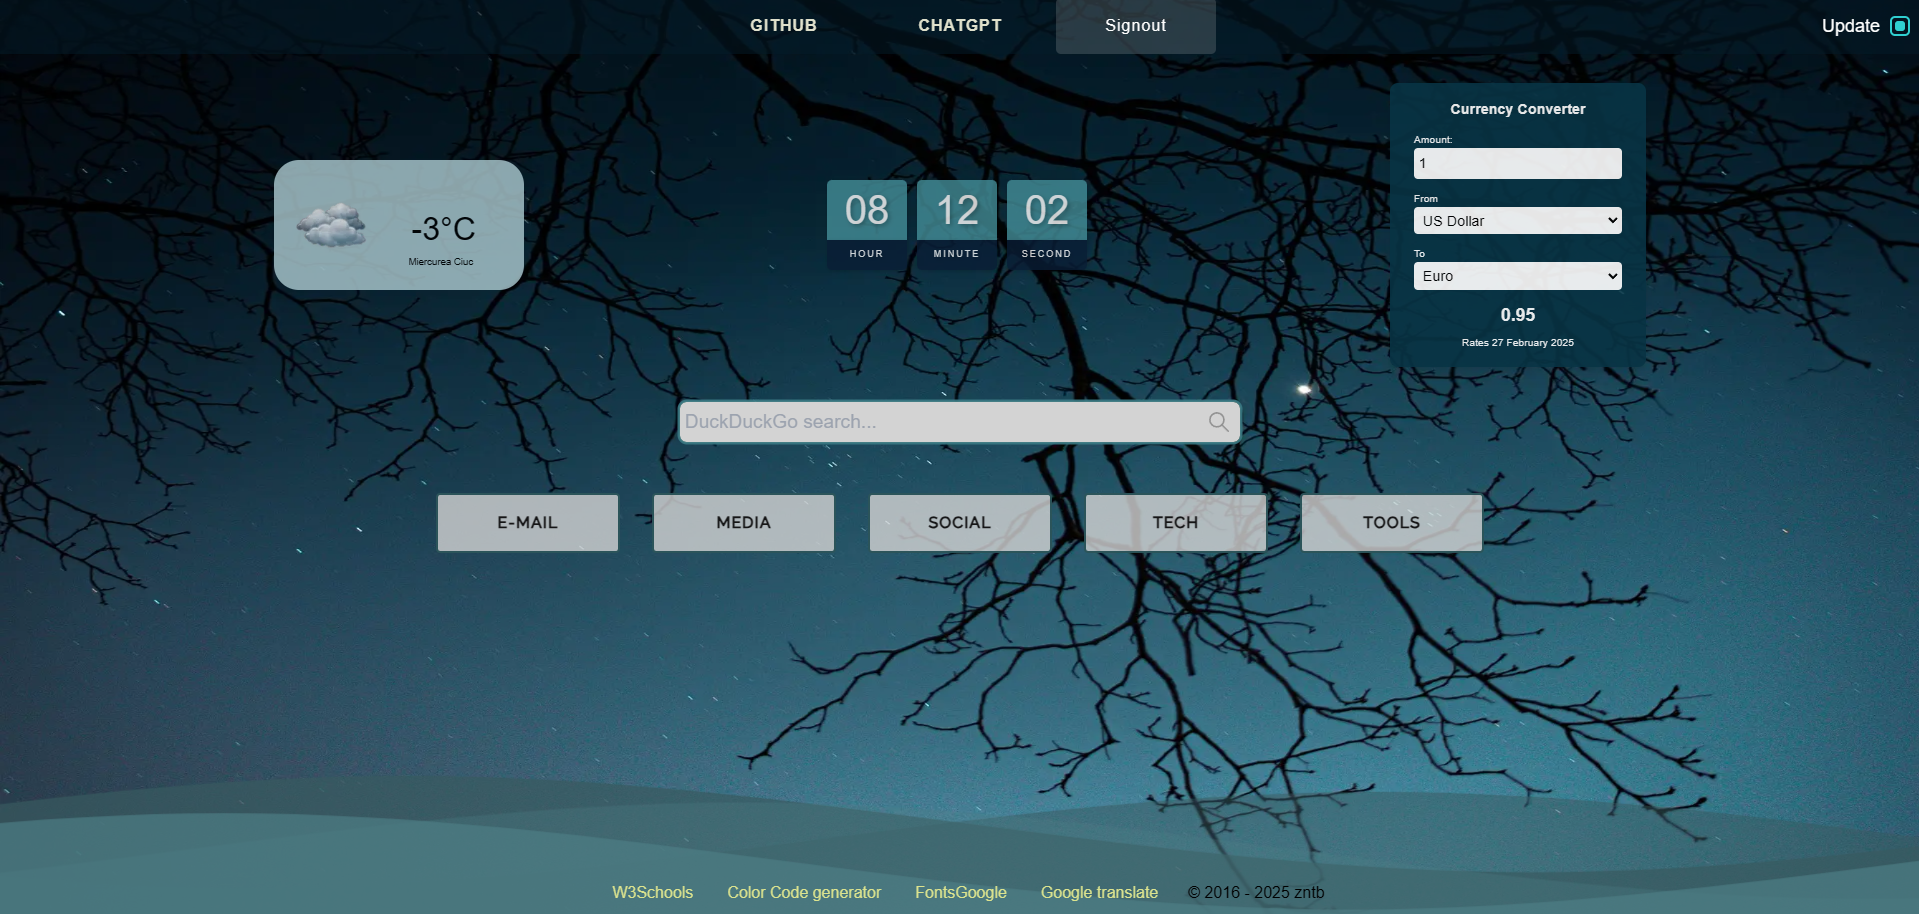 GITHUB
CHATGPT
Signout
Update
-3°C
Miercurea Ciuc
08
12
02
HOUR
MINUTE
SECOND
Currency Converter
Amount:
1
From
US Dollar
To
Euro
0.95
Rates 27 February 2025
DuckDuckGo search...
E-MAIL
MEDIA
SOCIAL
TECH
TOOLS
W3Schools
Color Code generator
FontsGoogle
Google translate
© 2016 - 2025 zntb